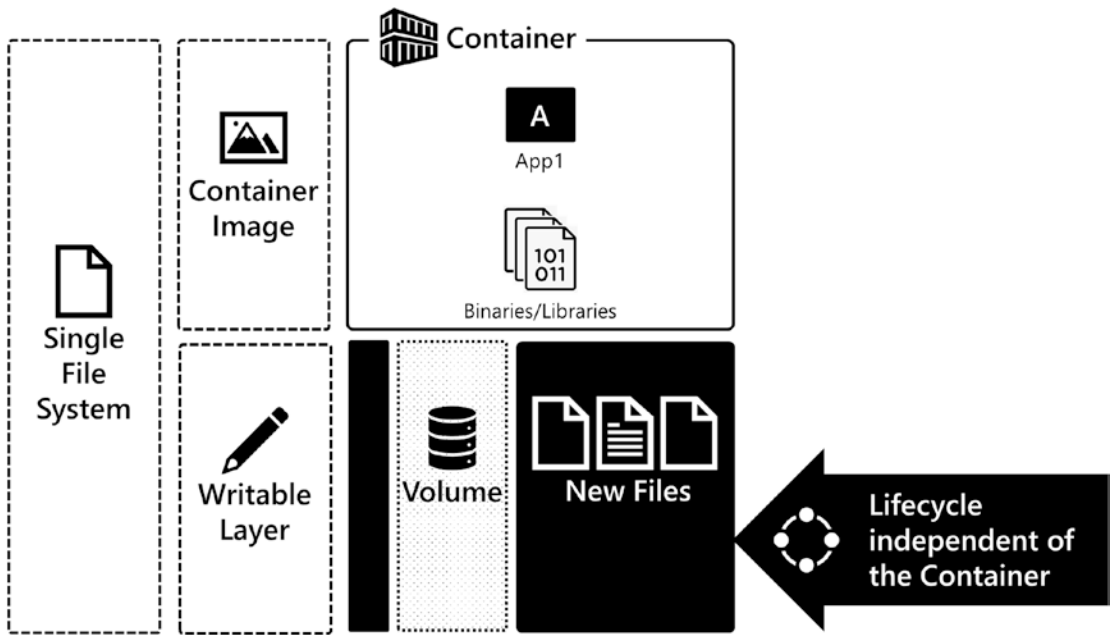 Container
A
App1
101
011
Binaries/Libraries
Container
Image
Single
File
System
Writable
Layer
Volume
New Files
Lifecycle
independent of
the Container